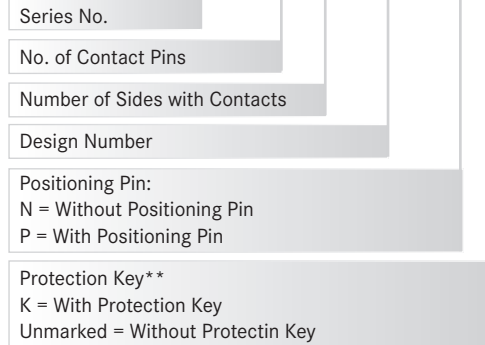 Series No.
No. of Contact Pins
Number of Sides with Contacts
Design Number
Positioning Pin:
N = Without Positioning Pin
P = With Positioning Pin
Protection Key**
K = With Protection Key
Unmarked = Without Protectin Key